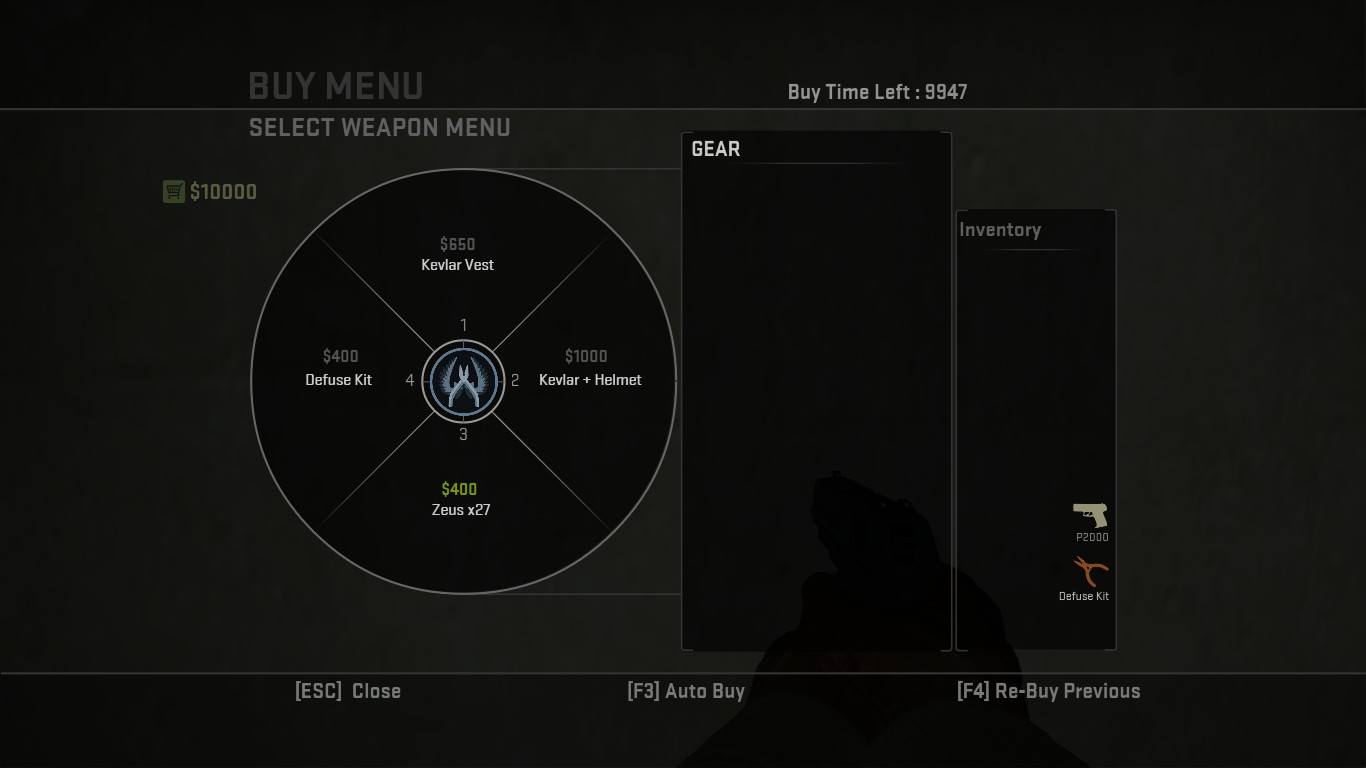 BUY MENU
Buy Time Left : 9947
SELECT WEAPON MENU
$10000
$650
Kevlar Vest
1
$400
Defuse Kit
4
2
$1000
Kevlar + Helmet
3
$400
Zeus x27
GEAR
Inventory
P2000
Defuse Kit
[ESC] Close
[F3] Auto Buy
[F4] Re-Buy Previous